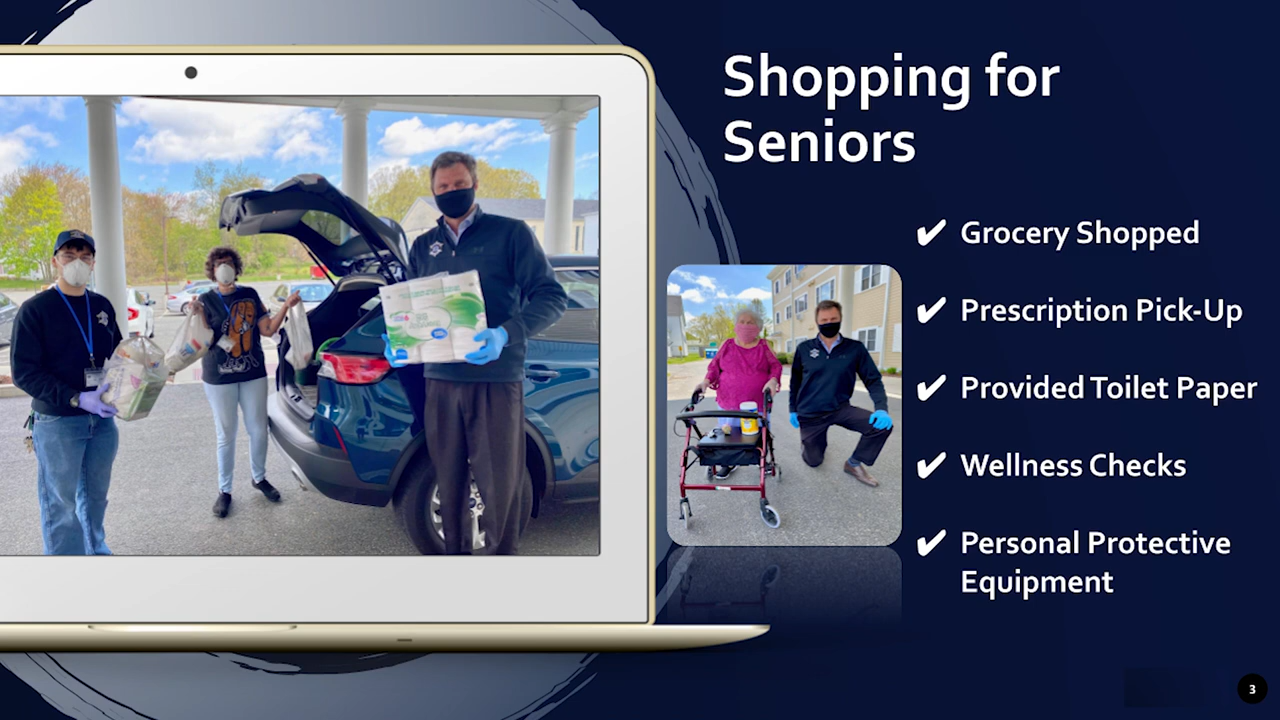 Shopping for
Seniors
✔ Grocery Shopped
✔ Prescription Pick-Up
✔ Provided Toilet Paper
✔ Wellness Checks
✔ Personal Protective
Equipment
3